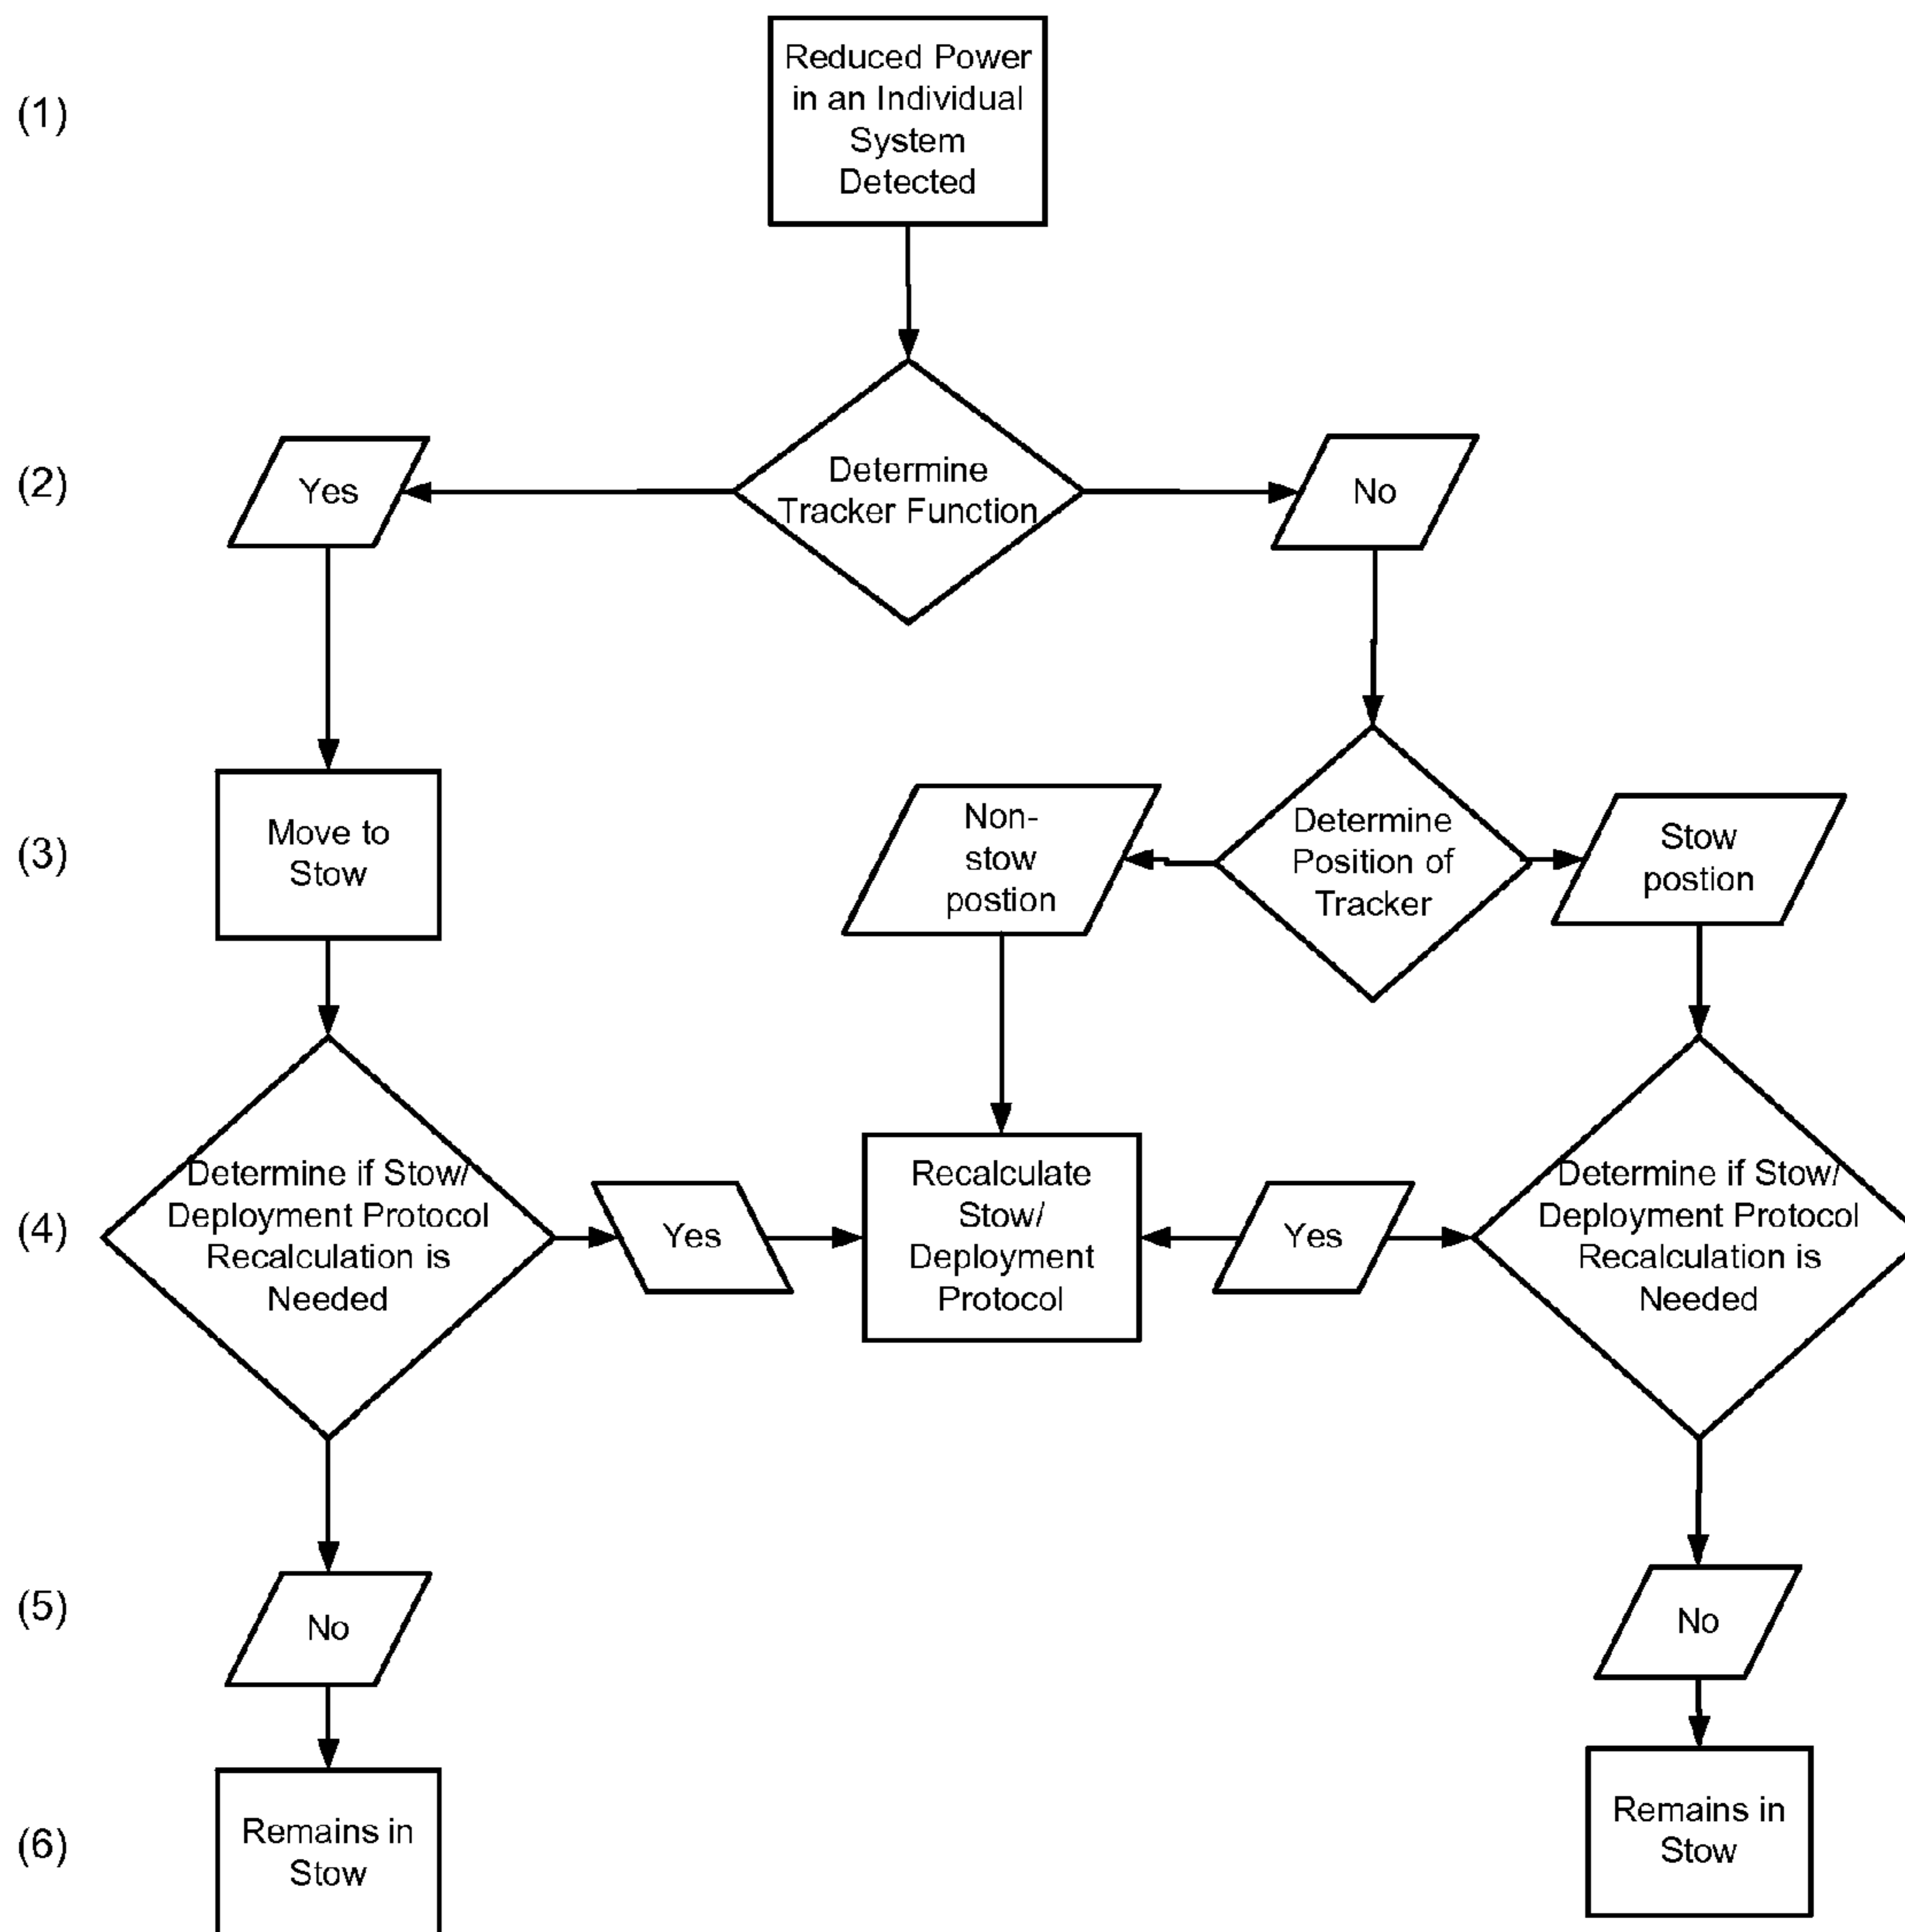 (1)
Reduced Power
in an Individual
System
Detected
(2)
Yes
Determine
Tracker Function
No
(3)
Move to
Stow
Non-
stow
postion
Determine
Position of
Tracker
Stow
postion
(4)
Determine if Stow/
Deployment Protocol
Recalculation is
Needed
Yes
Recalculate
Stow/
Deployment
Protocol
Yes
Determine if Stow/
Deployment Protocol
Recalculation is
Needed
(5)
No
No
(6)
Remains in
Stow
Remains in
Stow